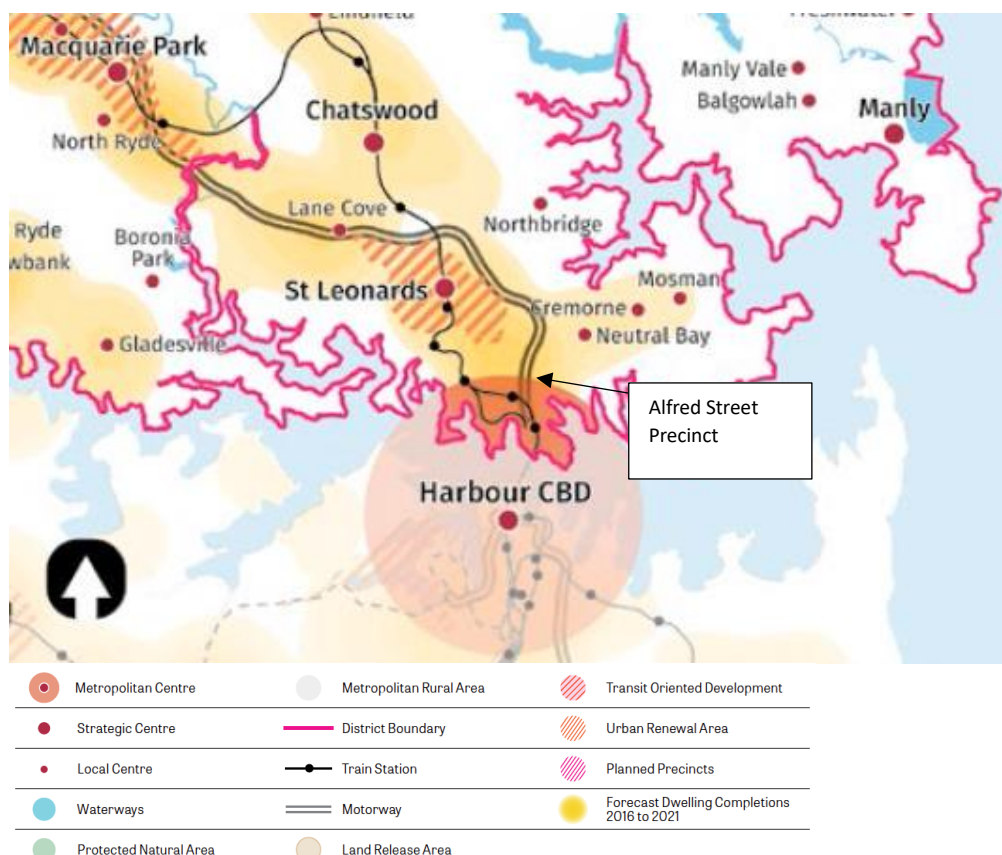 Macquarie Park
Chatswood
Manly Vale
Balgowlah
Manly
North Ryde
Lane Cove
Northbridge
Ryde
Boronia
Park
St Leonards
Mosman
Cremorne
Neutral Bay
Gladesville
Alfred Street
Precinct
Harbour CBD
Metropolitan Centre
Metropolitan Rural Area
Transit Oriented Development
Strategic Centre
District Boundary
Urban Renewal Area
Local Centre
Train Station
Planned Precincts
Waterways
Motorway
Forecast Dwelling Completions
2016 to 2021
Protected Natural Area
Land Release Area